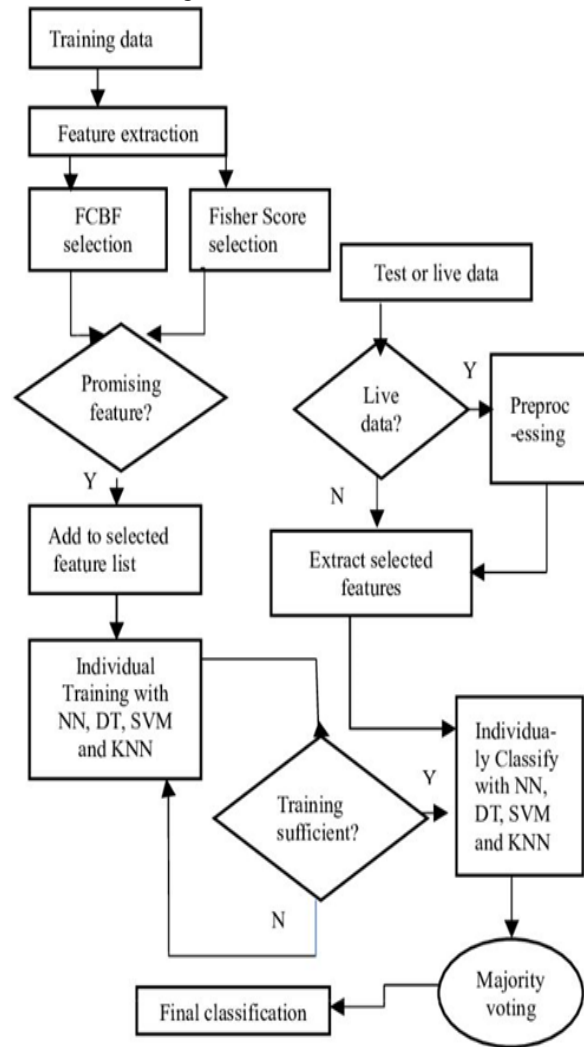 Training data
Feature extraction
FCBF
selection
Fisher Score
selection
Promising
feature?
Y
Add to selected
feature list
Individual
Training with
NN, DT, SVM
and KNN
Training
sufficient?
N
Y
Test or live data
Live
data?
Y
Preproc
-essing
N
Extract selected
features
Individua-
ly Classify
with NN,
DT, SVM
and KNN
Majority
voting
Final classification